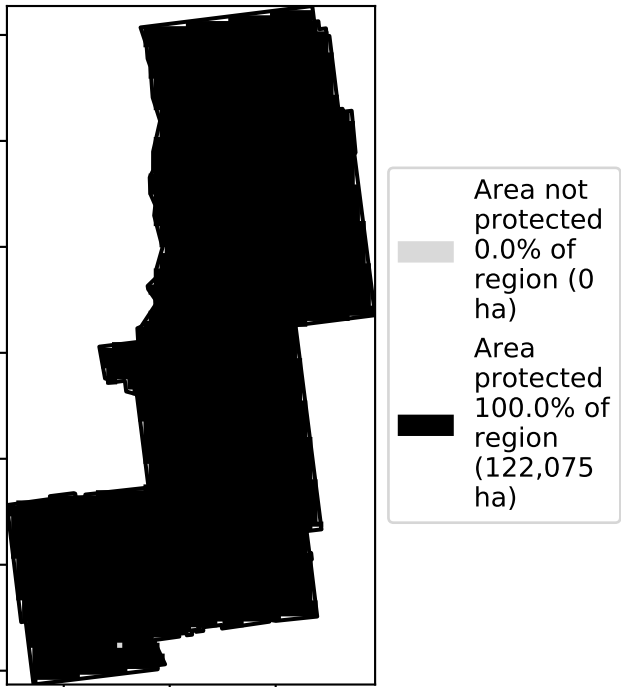 Area not
protected
0.0% of
region (0
ha)
Area
protected
100.0% of
region
(122,075
ha)